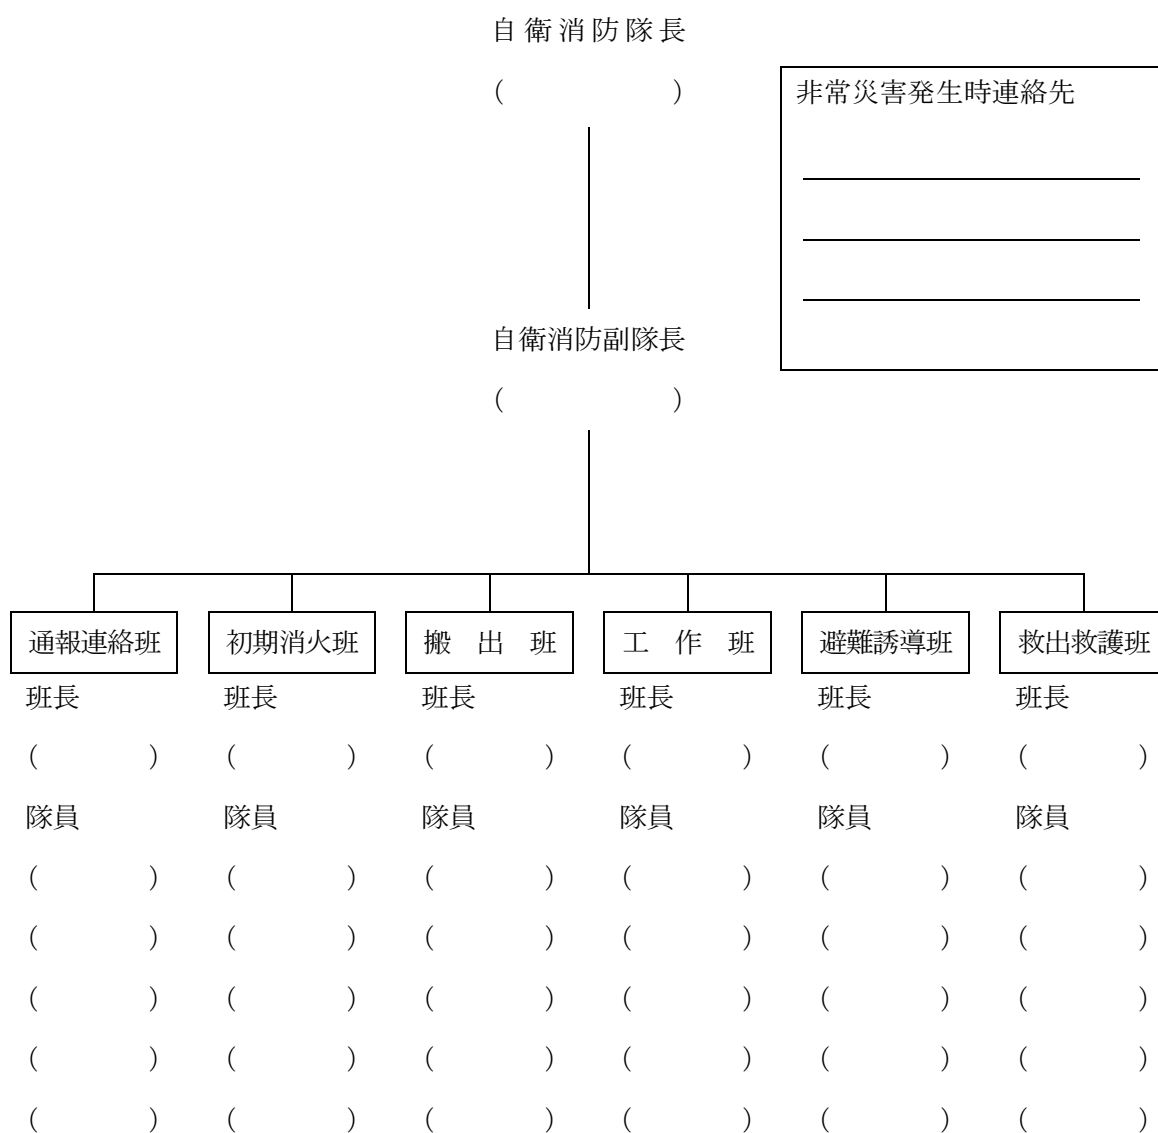 自衛消防隊長
（　　　　　　）
非常災害発生時連絡先
自衛消防副隊長
（　　　　　　）
通報連絡班　初期消火班　搬　出　班　工　作　班　避難誘導班　救出救護班
班長　班長　班長　班長　班長　班長
（　　　　）　（　　　　）　（　　　　）　（　　　　）　（　　　　）　（　　　　）
隊員　隊員　隊員　隊員　隊員　隊員
（　　　　）　（　　　　）　（　　　　）　（　　　　）　（　　　　）　（　　　　）
（　　　　）　（　　　　）　（　　　　）　（　　　　）　（　　　　）　（　　　　）
（　　　　）　（　　　　）　（　　　　）　（　　　　）　（　　　　）　（　　　　）
（　　　　）　（　　　　）　（　　　　）　（　　　　）　（　　　　）　（　　　　）
（　　　　）　（　　　　）　（　　　　）　（　　　　）　（　　　　）　（　　　　）